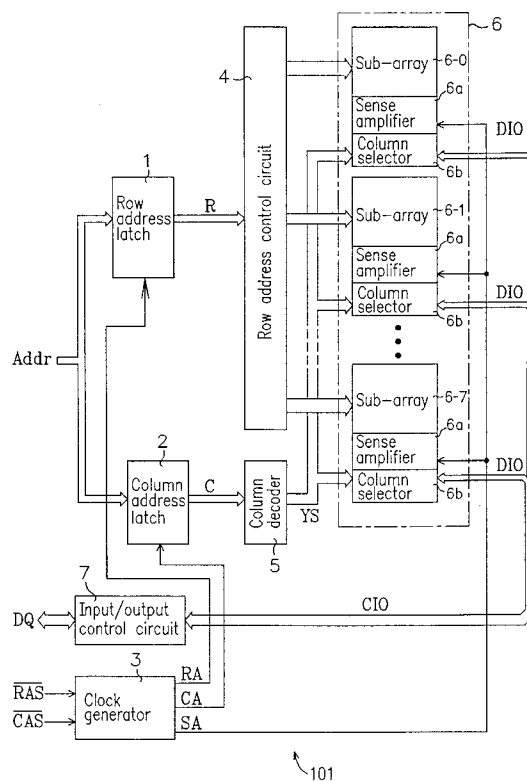 6
4
Sub-array
6-0
6a
Sense
amplifier
DIO
Column
selector
6b
1
Row
address
latch
R
Row address control circuit
Sub-array
6-1
6a
Sense
amplifier
Column
selector
6b
DIO
Addr
Sub-array
6-7
6a
Sense
amplifier
DIO
Column
selector
6b
2
Column
address
latch
C
Column
decoder
YS
5
7
Input/output
control circuit
DQ
CIO
3
Clock
generator
RAS
CAS
RA
CA
SA
101